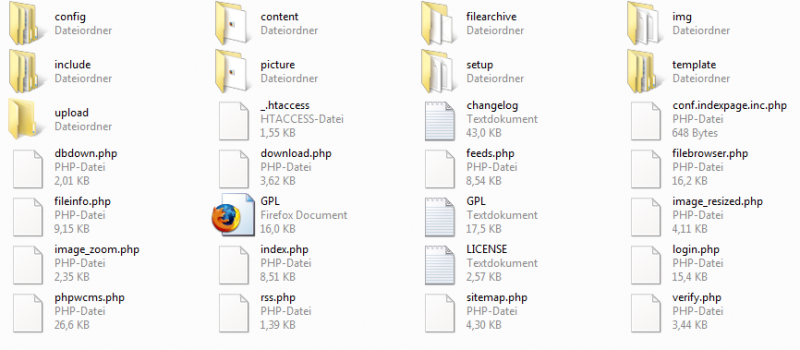 config
Dateiordner
content
Dateiordner
filearchive
Dateiordner
img
Dateiordner
include
Dateiordner
picture
Dateiordner
setup
Dateiordner
template
Dateiordner
upload
Dateiordner
_.htaccess
HTACCESS-Datei
1,55 KB
changelog
Textdokument
43,0 KB
conf.indexpage.inc.php
PHP-Datei
648 Bytes
dbdown.php
PHP-Datei
2,01 KB
download.php
PHP-Datei
3,62 KB
feeds.php
PHP-Datei
8,54 KB
filebrowser.php
PHP-Datei
16,2 KB
fileinfo.php
PHP-Datei
9,15 KB
GPL
Firefox Document
16,0 KB
GPL
Textdokument
17,5 KB
image_resized.php
PHP-Datei
4,11 KB
image_zoom.php
PHP-Datei
2,35 KB
index.php
PHP-Datei
8,51 KB
LICENSE
Textdokument
2,57 KB
login.php
PHP-Datei
15,4 KB
phpwcms.php
PHP-Datei
26,6 KB
rss.php
PHP-Datei
1,39 KB
sitemap.php
PHP-Datei
4,30 KB
verify.php
PHP-Datei
3,44 KB